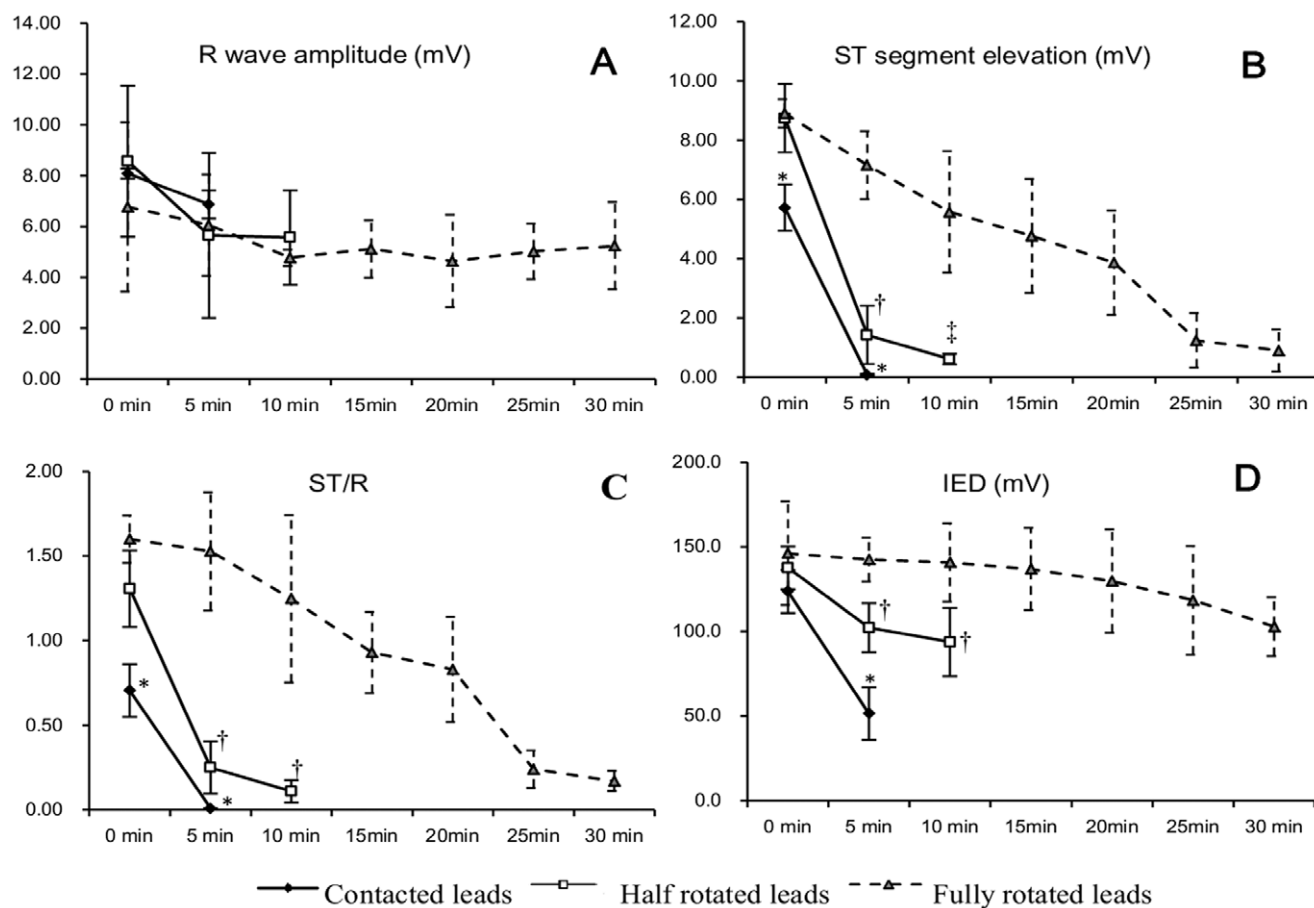 R wave amplitude (mV)
A
14.00
12.00
10.00
8.00
6.00
4.00
2.00
0.00
0 min 5 min 10 min 15min 20min 25min 30 min
ST segment elevation (mV)
B
12.00
10.00
8.00
6.00
4.00
2.00
0.00
*
†
*
‡
0 min 5 min 10 min 15min 20min 25min 30 min
ST/R
C
2.00
1.50
1.00
0.50
0.00
*
†
*
†
0 min 5 min 10 min 15min 20min 25min 30 min
IED (mV)
D
200.0
150.0
100.0
50.0
0.0
†
*
†
0 min 5 min 10 min 15min 20min 25min 30 min
Contacted leads Half rotated leads Fully rotated leads